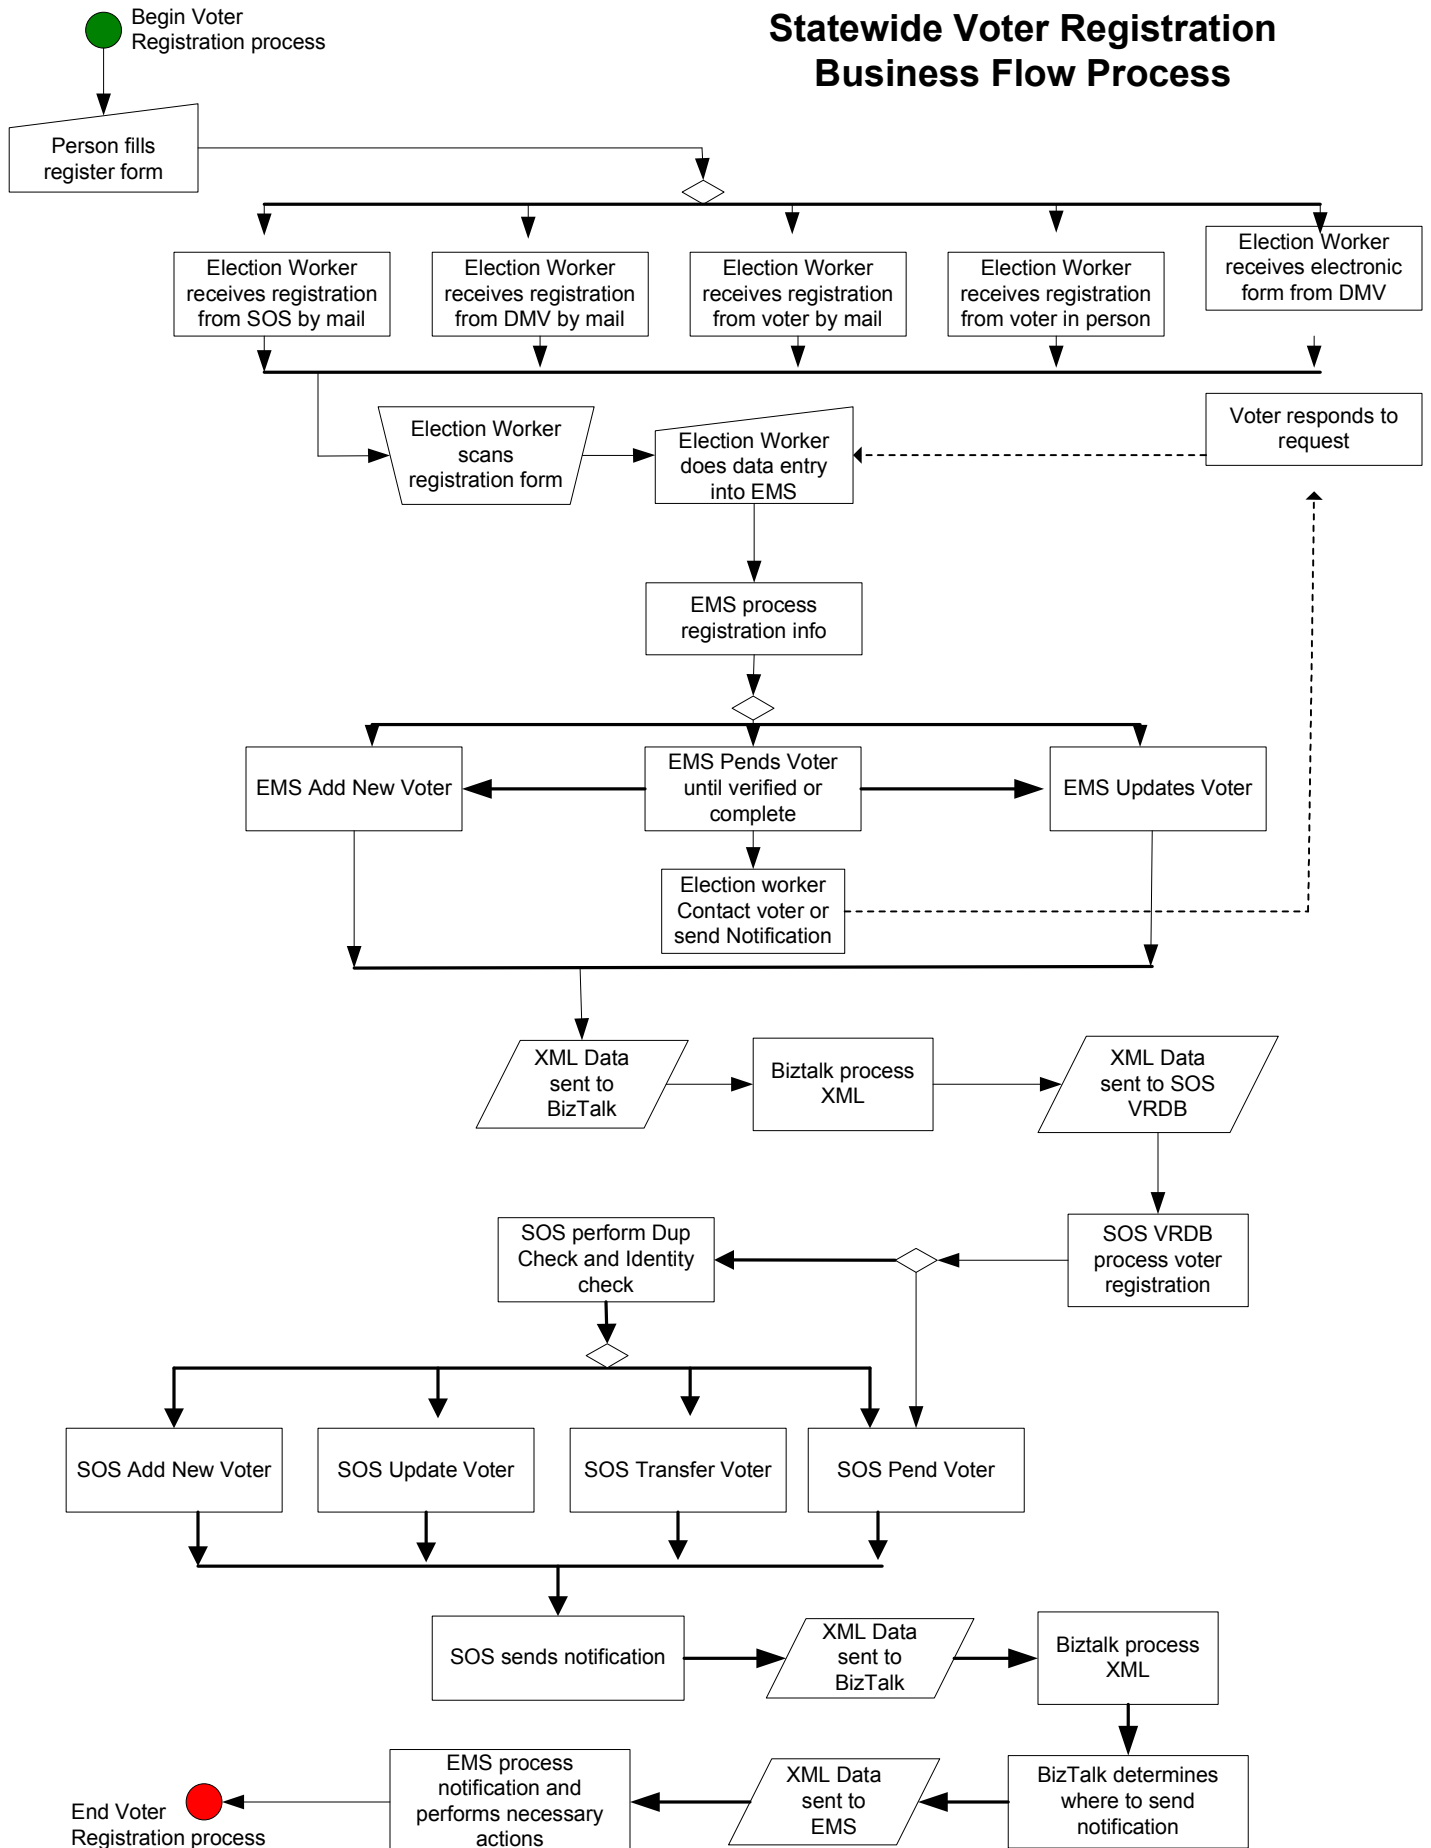 Begin Voter
Registration process
Statewide Voter Registration
Business Flow Process
Person fills
register form
Election Worker
receives registration
from SOS by mail
Election Worker
receives registration
from DMV by mail
Election Worker
receives registration
from voter by mail
Election Worker
receives registration
from voter in person
Election Worker
receives electronic
form from DMV
Election Worker
scans
registration form
Election Worker
does data entry
into EMS
Voter responds to
request
EMS process
registration info
EMS Add New Voter
EMS Pends Voter
until verified or
complete
EMS Updates Voter
Election worker
Contact voter or
send Notification
XML Data
sent to
BizTalk
Biztalk process
XML
XML Data
sent to SOS
VRDB
SOS perform Dup
Check and Identity
check
SOS VRDB
process voter
registration
SOS Add New Voter
SOS Update Voter
SOS Transfer Voter
SOS Pend Voter
SOS sends notification
XML Data
sent to
BizTalk
Biztalk process
XML
End Voter
Registration process
EMS process
notification and
performs necessary
actions
XML Data
sent to
EMS
BizTalk determines
where to send
notification